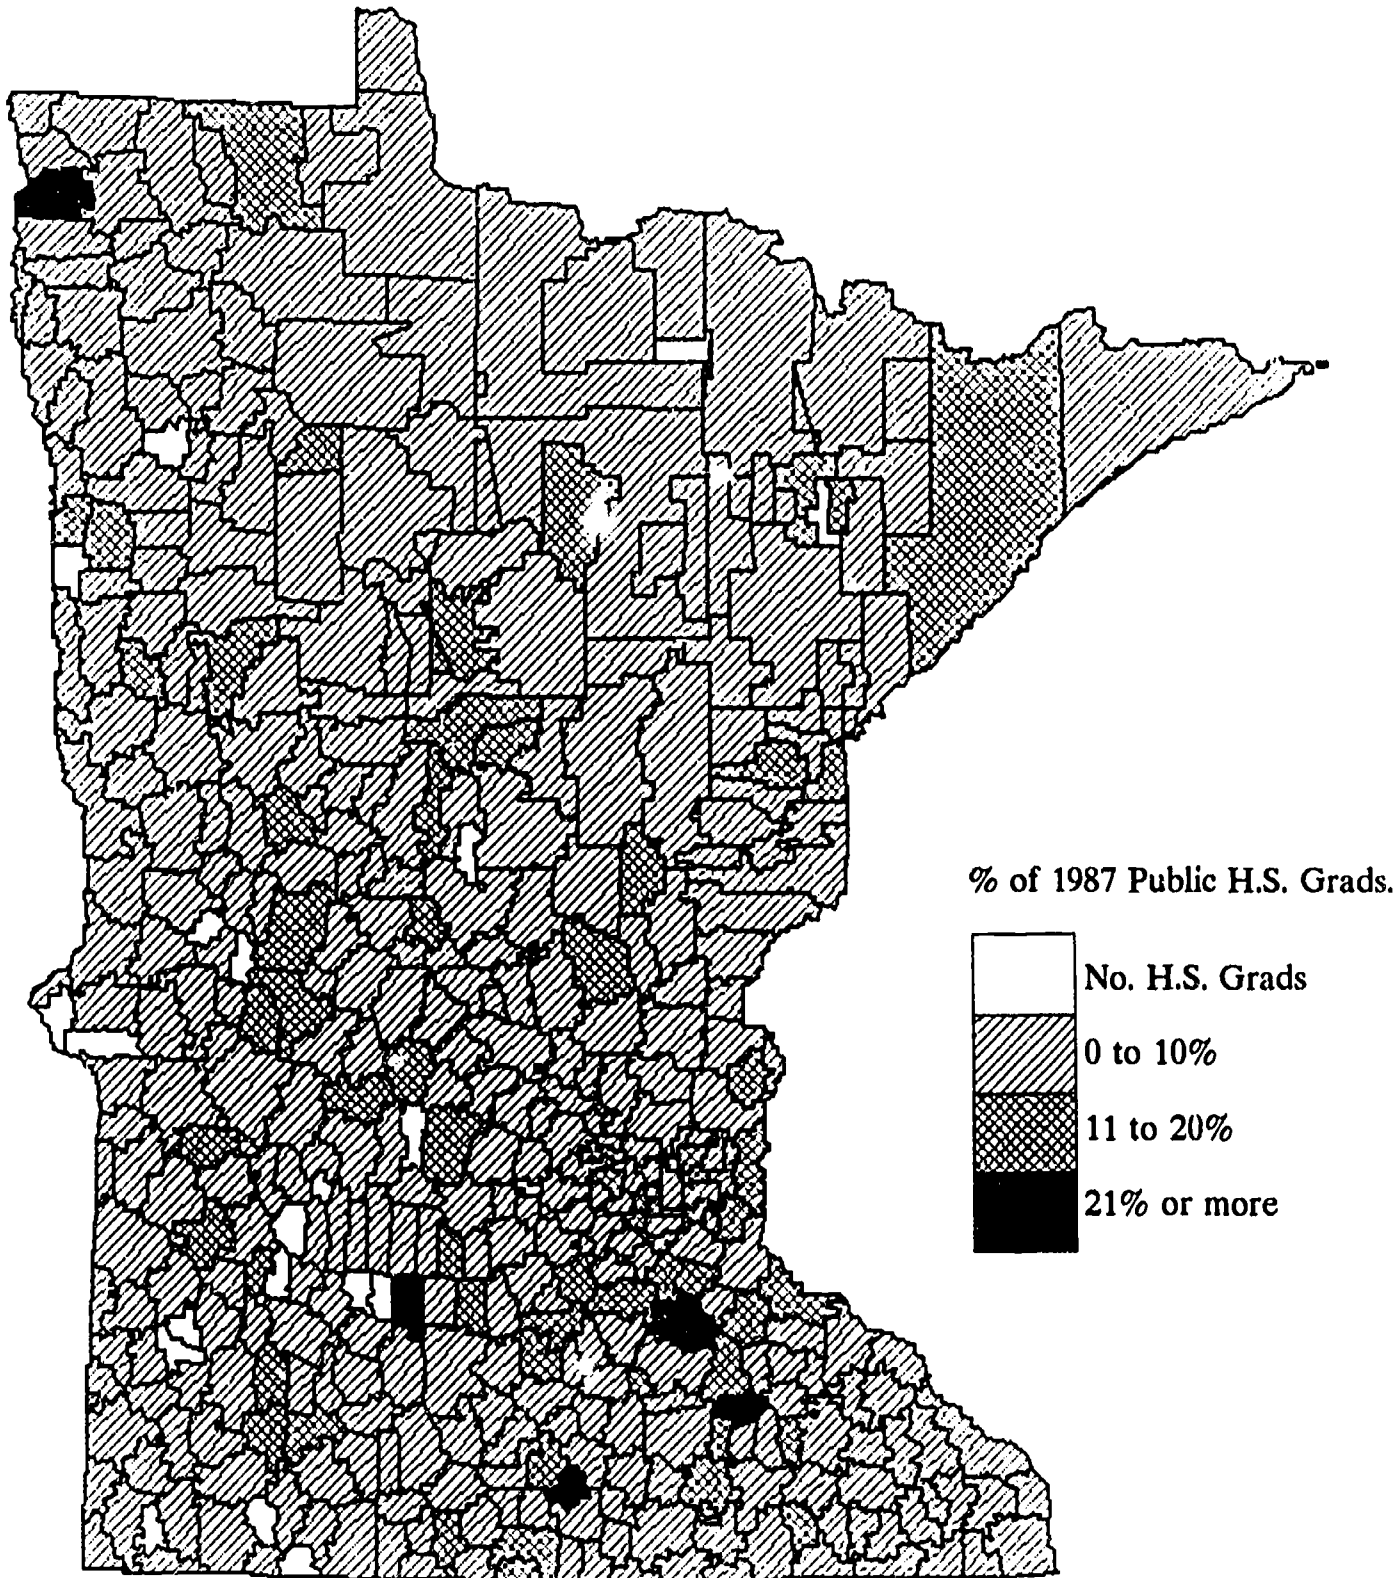 % of 1987 Public H.S. Grads.
No. H.S. Grads
0 to 10%
11 to 20%
21% or more